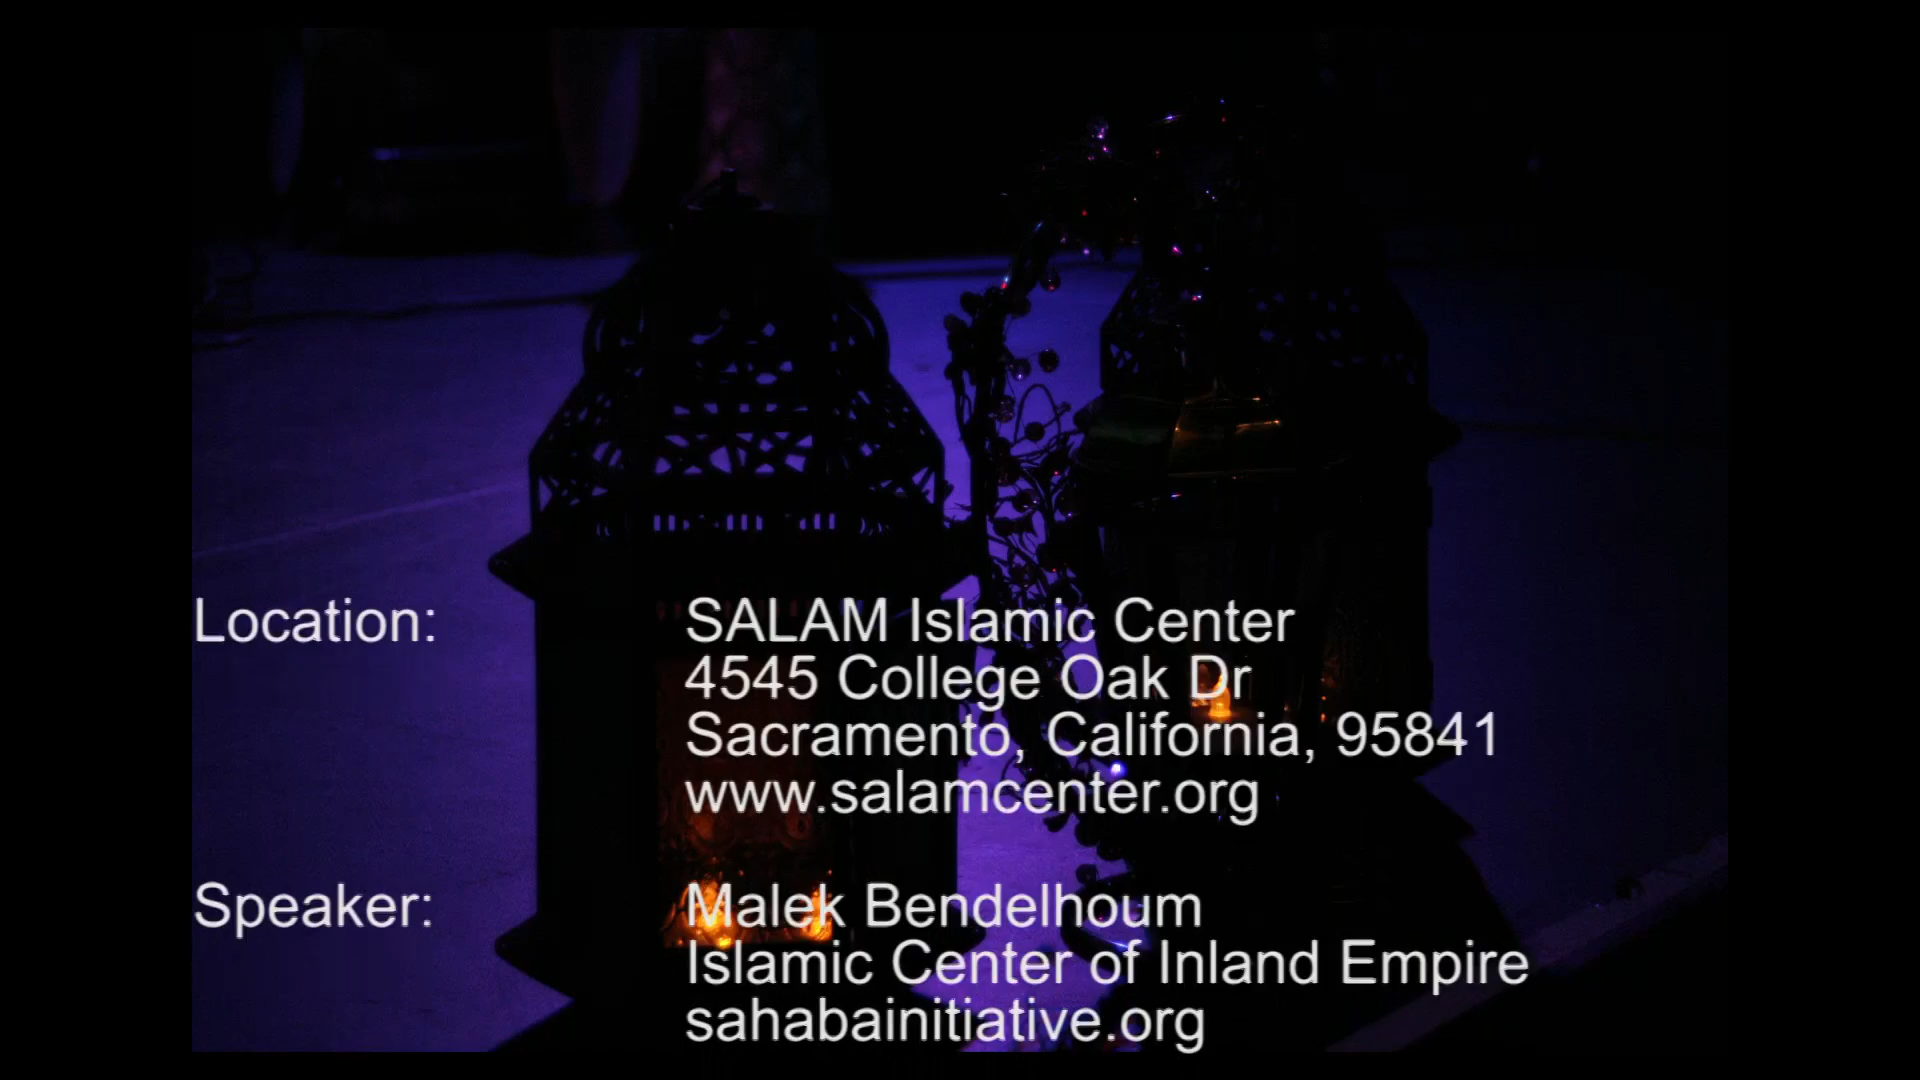 Location: SALAM Islamic Center
4545 College Oak Dr
Sacramento, California, 95841
www.salamcenter.org
Speaker: Malek Bendelhoum
Islamic Center of Inland Empire
sahabainitiative.org